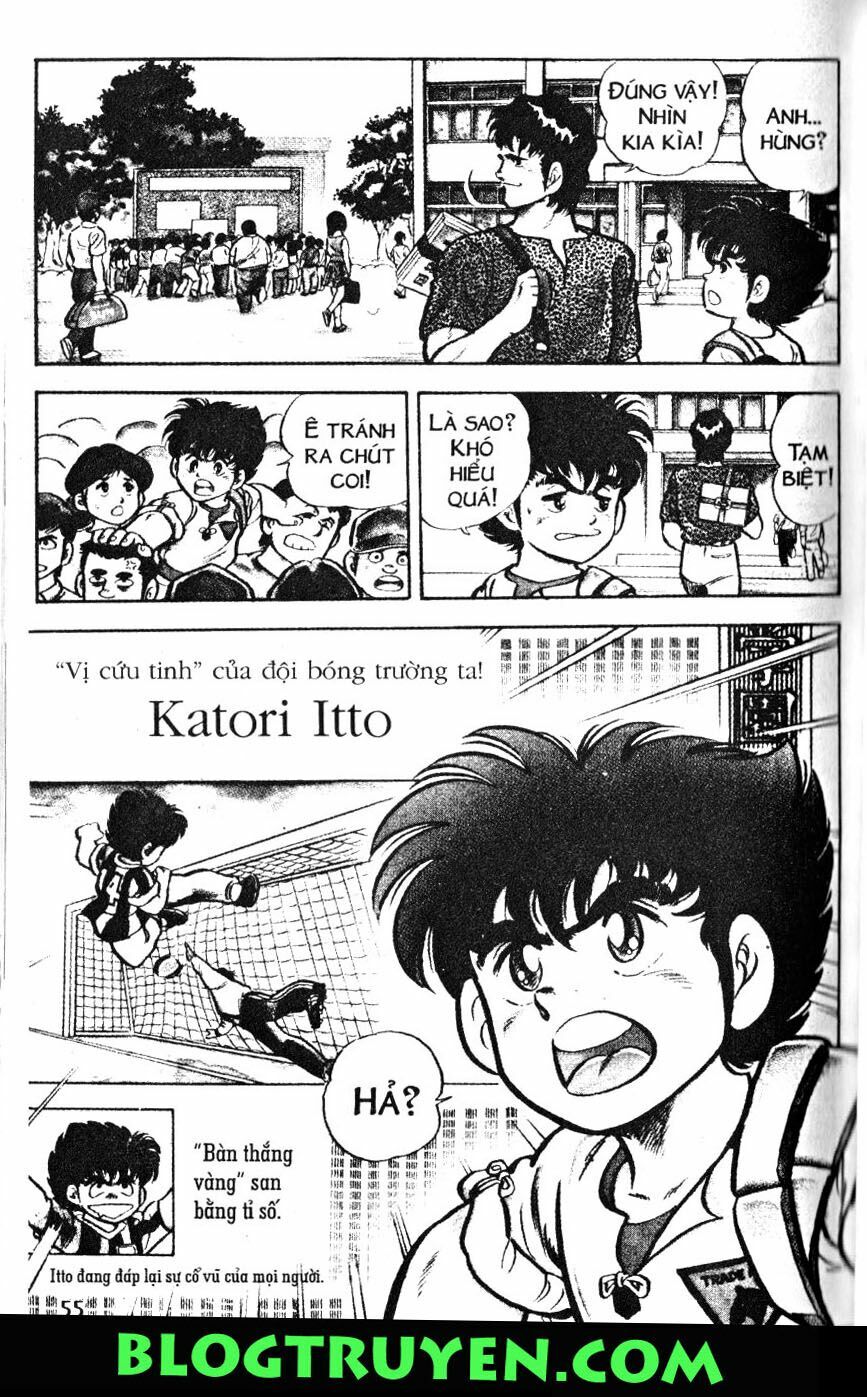 ANH...
HÙNG?
ĐÚNG VẬY!
NHÌN
KIA KÌA!
TẠM
BIỆT!
LÀ SAO?
KHÓ
HIỂU
QUÁ!
Ê TRÁNH
RA CHÚT
COI!
"Vị cứu tinh" của đội bóng trường ta!
Katori Itto
HẢ?
"Bàn thắng
vàng" san
bằng tỉ số.
Itto đang đáp lại sự cổ vũ của mọi người.
TRADE
55
BLOGTRUYEN.COM